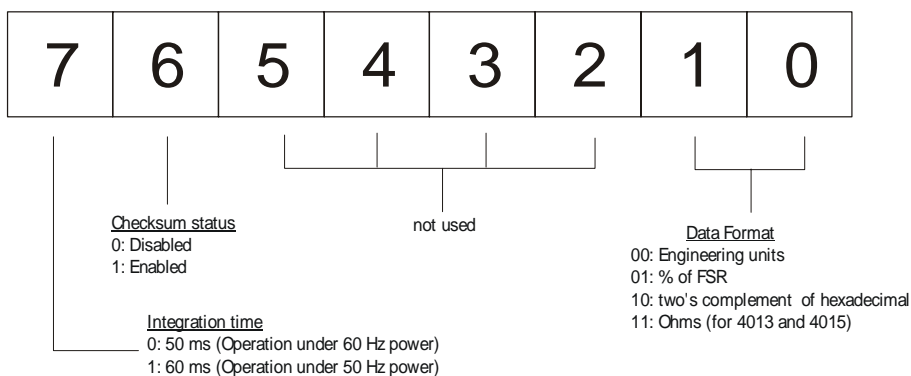 7 6 5 4 3 2 1 0
Checksum status
0: Disabled
1: Enabled
not used
Data Format
00: Engineering units
01: % of FSR
10: two's complement of hexadecimal
11: Ohms (for 4013 and 4015)
Integration time
0: 50 ms (Operation under 60 Hz power)
1: 60 ms (Operation under 50 Hz power)